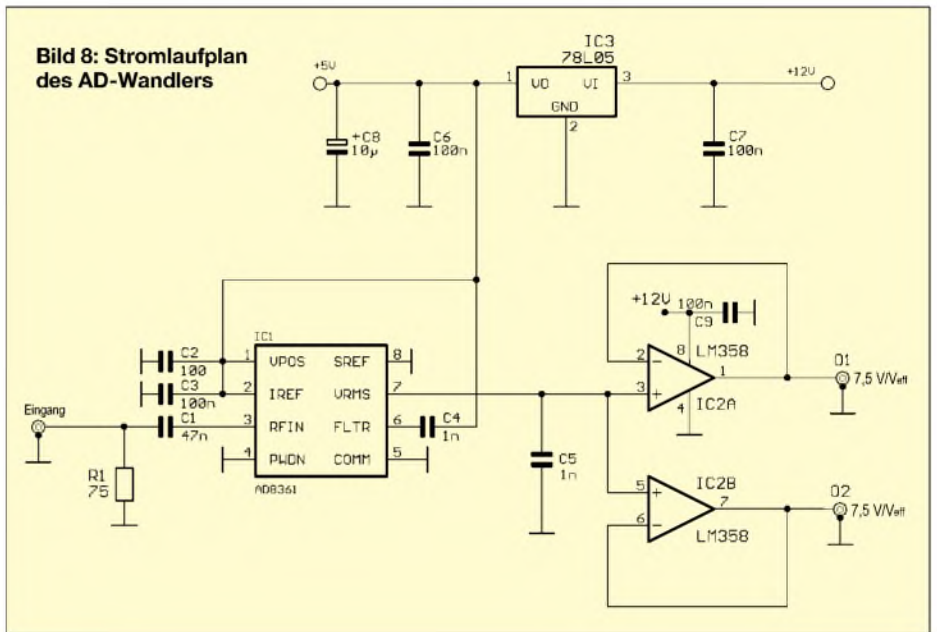 Bild 8: Stromlaufplan
des AD-Wandlers
IC3
78L05
+5V
1
VO
VI
3
+12V
GND
2
+C8
10µ
C6
100n
C7
100n
IC1
C2
100
1
VPOS
SREF
8
C3
100n
2
IREF
VRMS
7
Eingang
C1
47n
3
RFIN
FLTR
6
C4
1n
4
PWDN
COMM
5
R1
75
AD8361
C5
1n
+12V
100n
C9
8
LM358
2
3
1
4
IC2A
O1
7,5 V/Veff
IC2B
5
6
7
LM358
O2
7,5 V/Veff